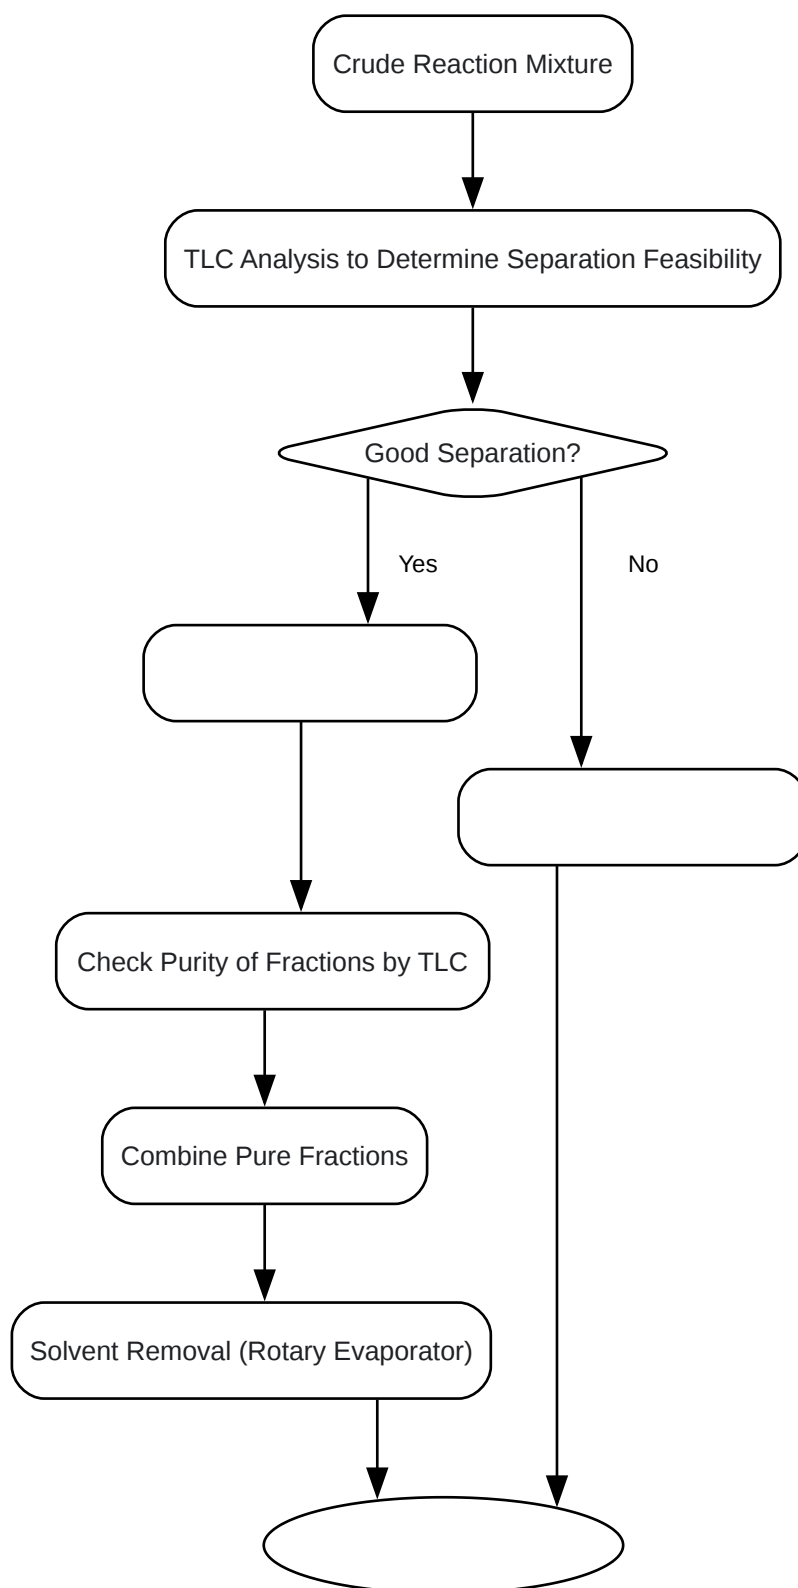 Crude Reaction Mixture
TLC Analysis to Determine Separation Feasibility
Good Separation?
Yes
No
Check Purity of Fractions by TLC
Combine Pure Fractions
Solvent Removal (Rotary Evaporator)